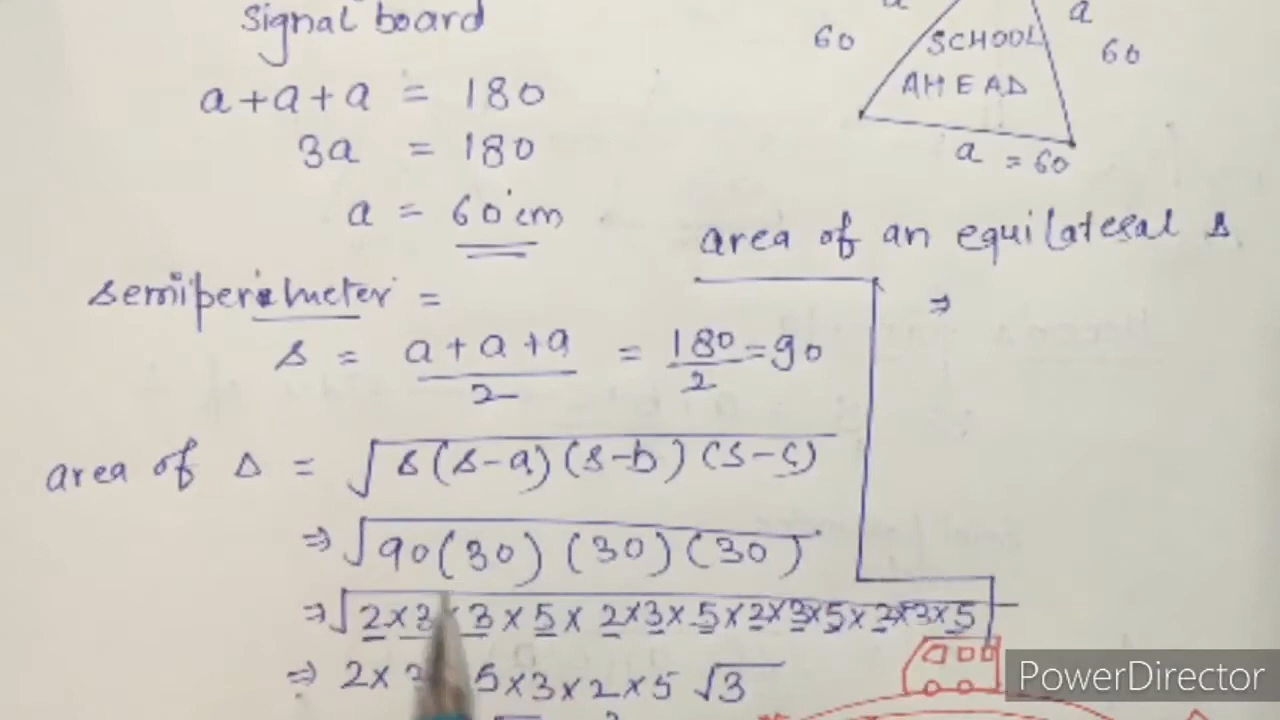 signal board
a
a
60
SCHOOL
60
AHEAD
a+a+a = 180
3a = 180
a = 60
a = 60 cm
area of an equilateral Δ
semiperimeter =
⇒
s = a+a+a/2 = 180/2 = 90
area of Δ = √s(s-a)(s-b)(s-c)
⇒ √90(30)(30)(30)
⇒ √2×3×3×5×2×3×5×2×3×5×2×3×5
⇒ 2× 5×3×2×5√3
PowerDirector